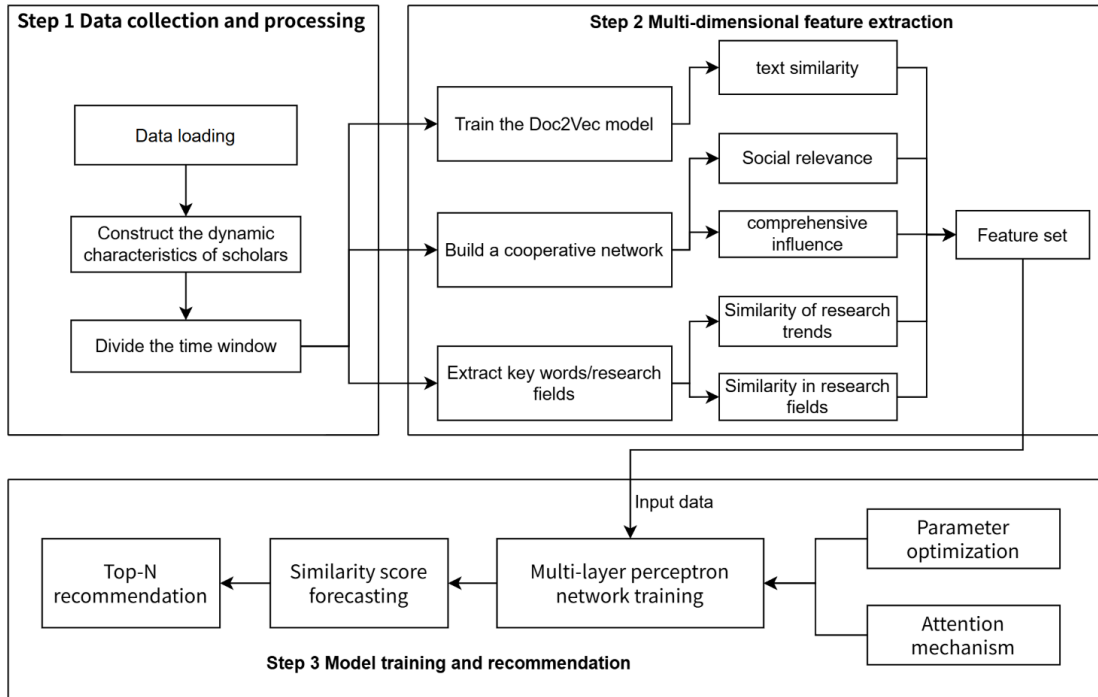 Step 1 Data collection and processing
Data loading
Construct the dynamic
characteristics of scholars
Divide the time window
Step 2 Multi-dimensional feature extraction
Train the Doc2Vec model
Build a cooperative network
Extract key words/research
fields
text similarity
Social relevance
comprehensive
influence
Similarity of research
trends
Similarity in research
fields
Feature set
Input data
Parameter
optimization
Attention
mechanism
Multi-layer perceptron
network training
Similarity score
forecasting
Top-N
recommendation
Step 3 Model training and recommendation